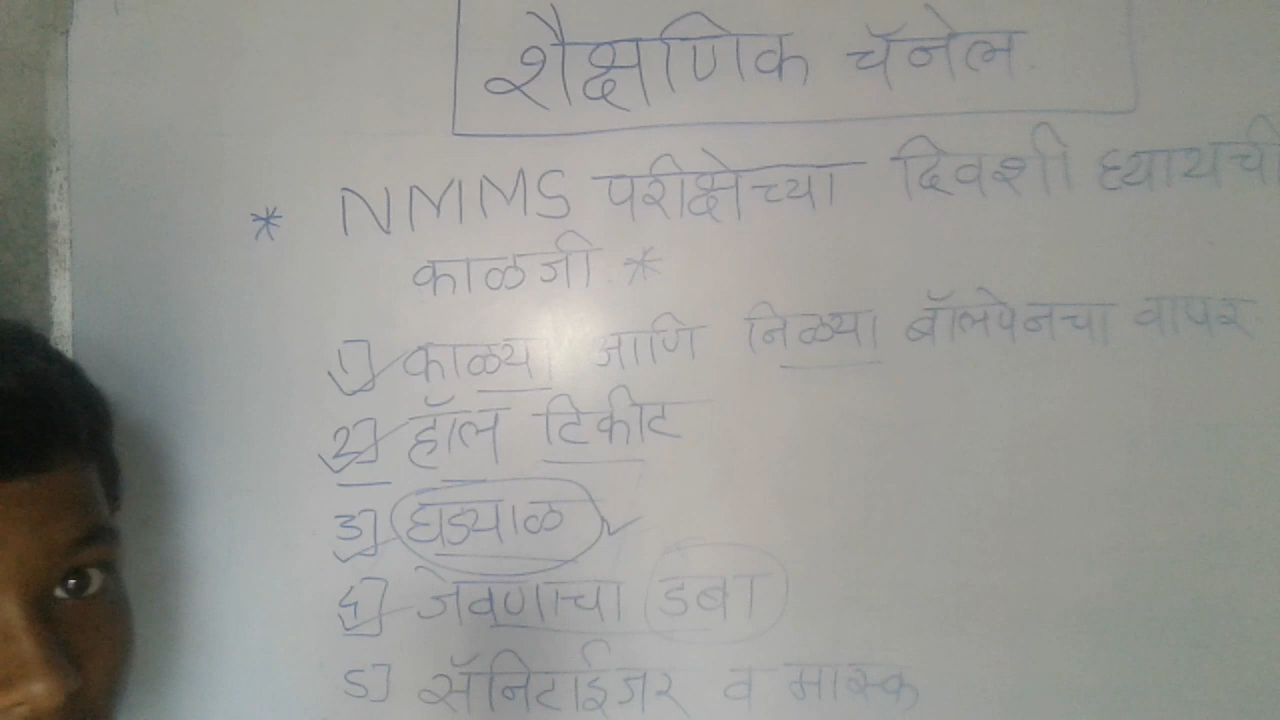 शैक्षणिक चॅनेल.
* NMMS परीक्षेच्या दिवशी घ्यायची
काळजी *
1] काळ्या आणि निळ्या बॉलपेनचा वापर
2] हॉल टिकीट
3] घड्याळ
4] जेवणाचा डबा
5] सॅनिटाईजर व मास्क